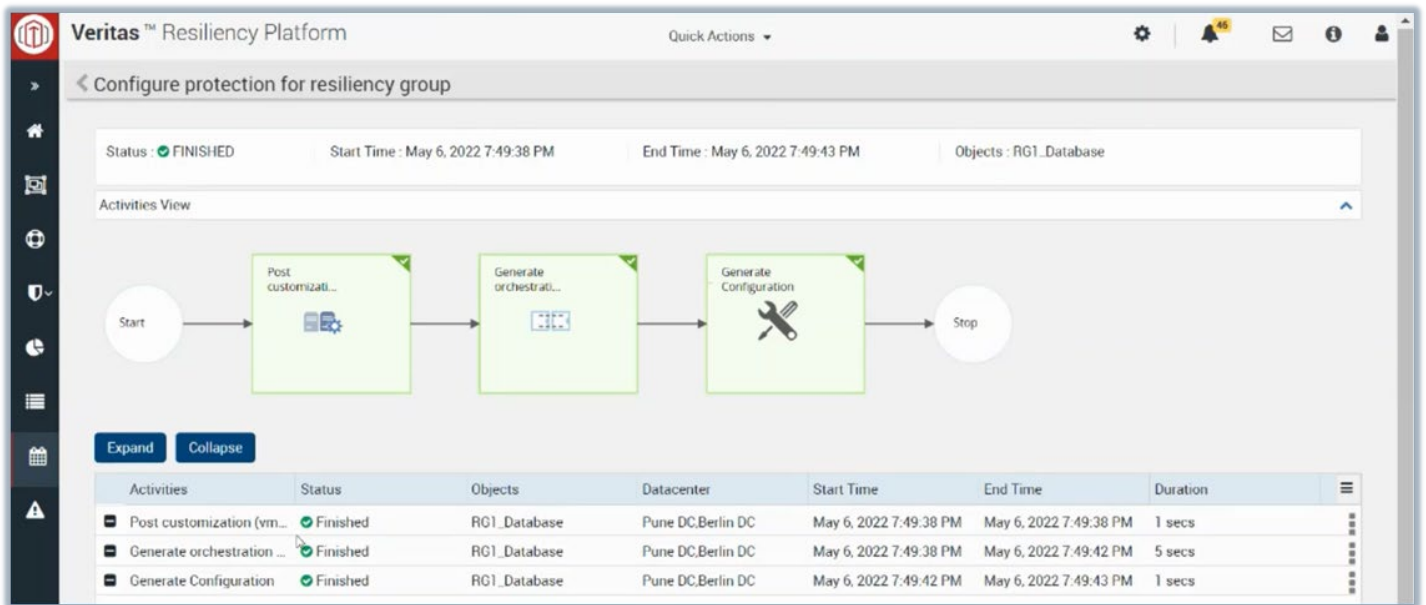 Veritas ™ Resiliency Platform
Quick Actions
46
Configure protection for resiliency group
Status : FINISHED Start Time : May 6, 2022 7:49:38 PM End Time : May 6, 2022 7:49:43 PM Objects : RG1_Database
Activities View
Start
Post
customizati...
Generate
orchestrati...
Generate
Configuration
Stop
Expand Collapse
Activities Status Objects Datacenter Start Time End Time Duration
Post customization (vm... Finished RG1_Database Pune DC,Berlin DC May 6, 2022 7:49:38 PM May 6, 2022 7:49:38 PM 1 secs
Generate orchestration ... Finished RG1_Database Pune DC,Berlin DC May 6, 2022 7:49:38 PM May 6, 2022 7:49:42 PM 5 secs
Generate Configuration Finished RG1_Database Pune DC,Berlin DC May 6, 2022 7:49:42 PM May 6, 2022 7:49:43 PM 1 secs